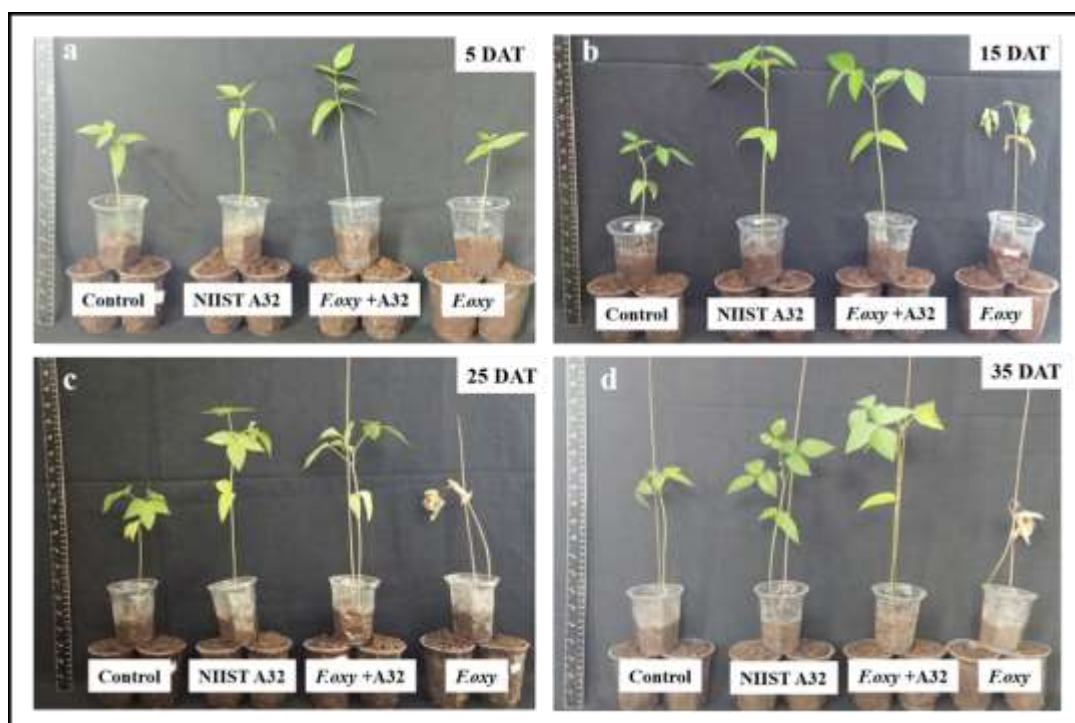 a
5 DAT
Control
NIIST A32
F.oxy +A32
F.oxy
b
15 DAT
Control
NIIST A32
F.oxy +A32
F.oxy
c
25 DAT
Control
NIIST A32
F.oxy +A32
F.oxy
d
35 DAT
Control
NIIST A32
F.oxy +A32
F.oxy